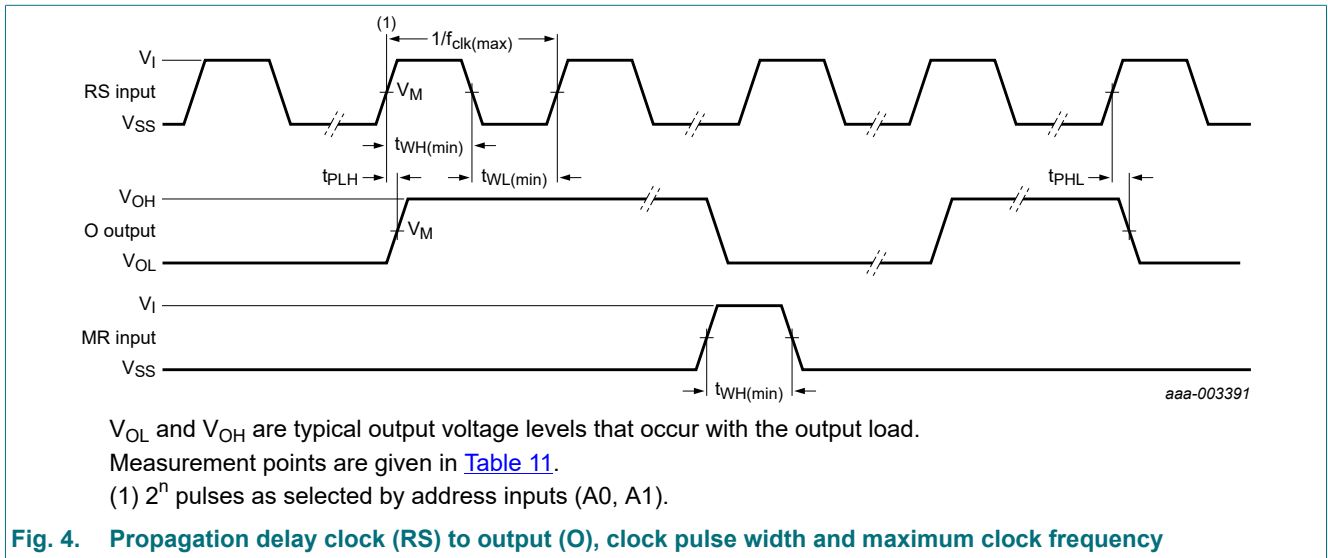 (1)
1/fclk(max)
VI
RS input
VM
VSS
tWH(min)
tPLH
tWL(min)
tPHL
VOH
O output
VM
VOL
VI
MR input
VSS
tWH(min)
aaa-003391
VOL and VOH are typical output voltage levels that occur with the output load.
Measurement points are given in Table 11.
(1) 2n pulses as selected by address inputs (A0, A1).
Fig. 4. Propagation delay clock (RS) to output (O), clock pulse width and maximum clock frequency